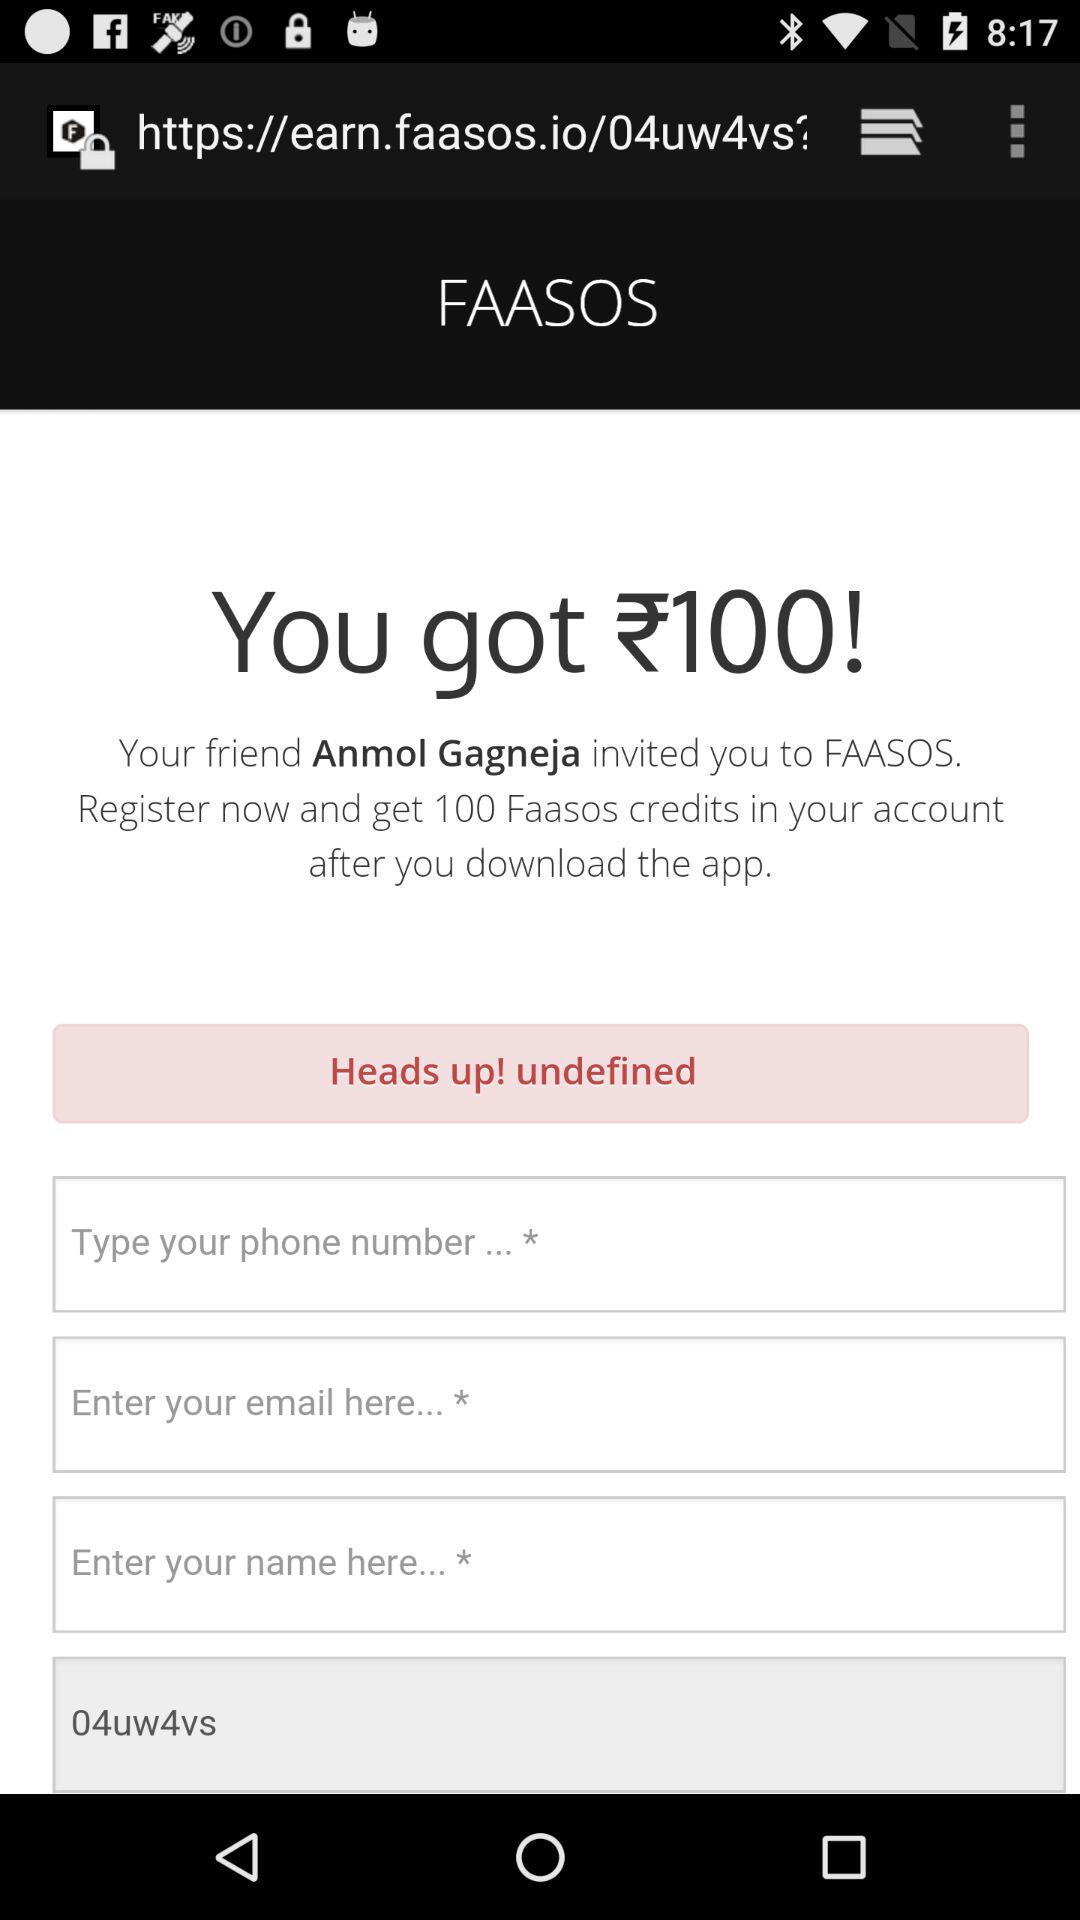 FAKE
8:17
https://earn.faasos.io/04uw4vs?
FAASOS
You got ₹100!
Your friend Anmol Gagneja invited you to FAASOS.
Register now and get 100 Faasos credits in your account
after you download the app.
Heads up! undefined
Type your phone number ... *
Enter your email here... *
Enter your name here... *
04uw4vs